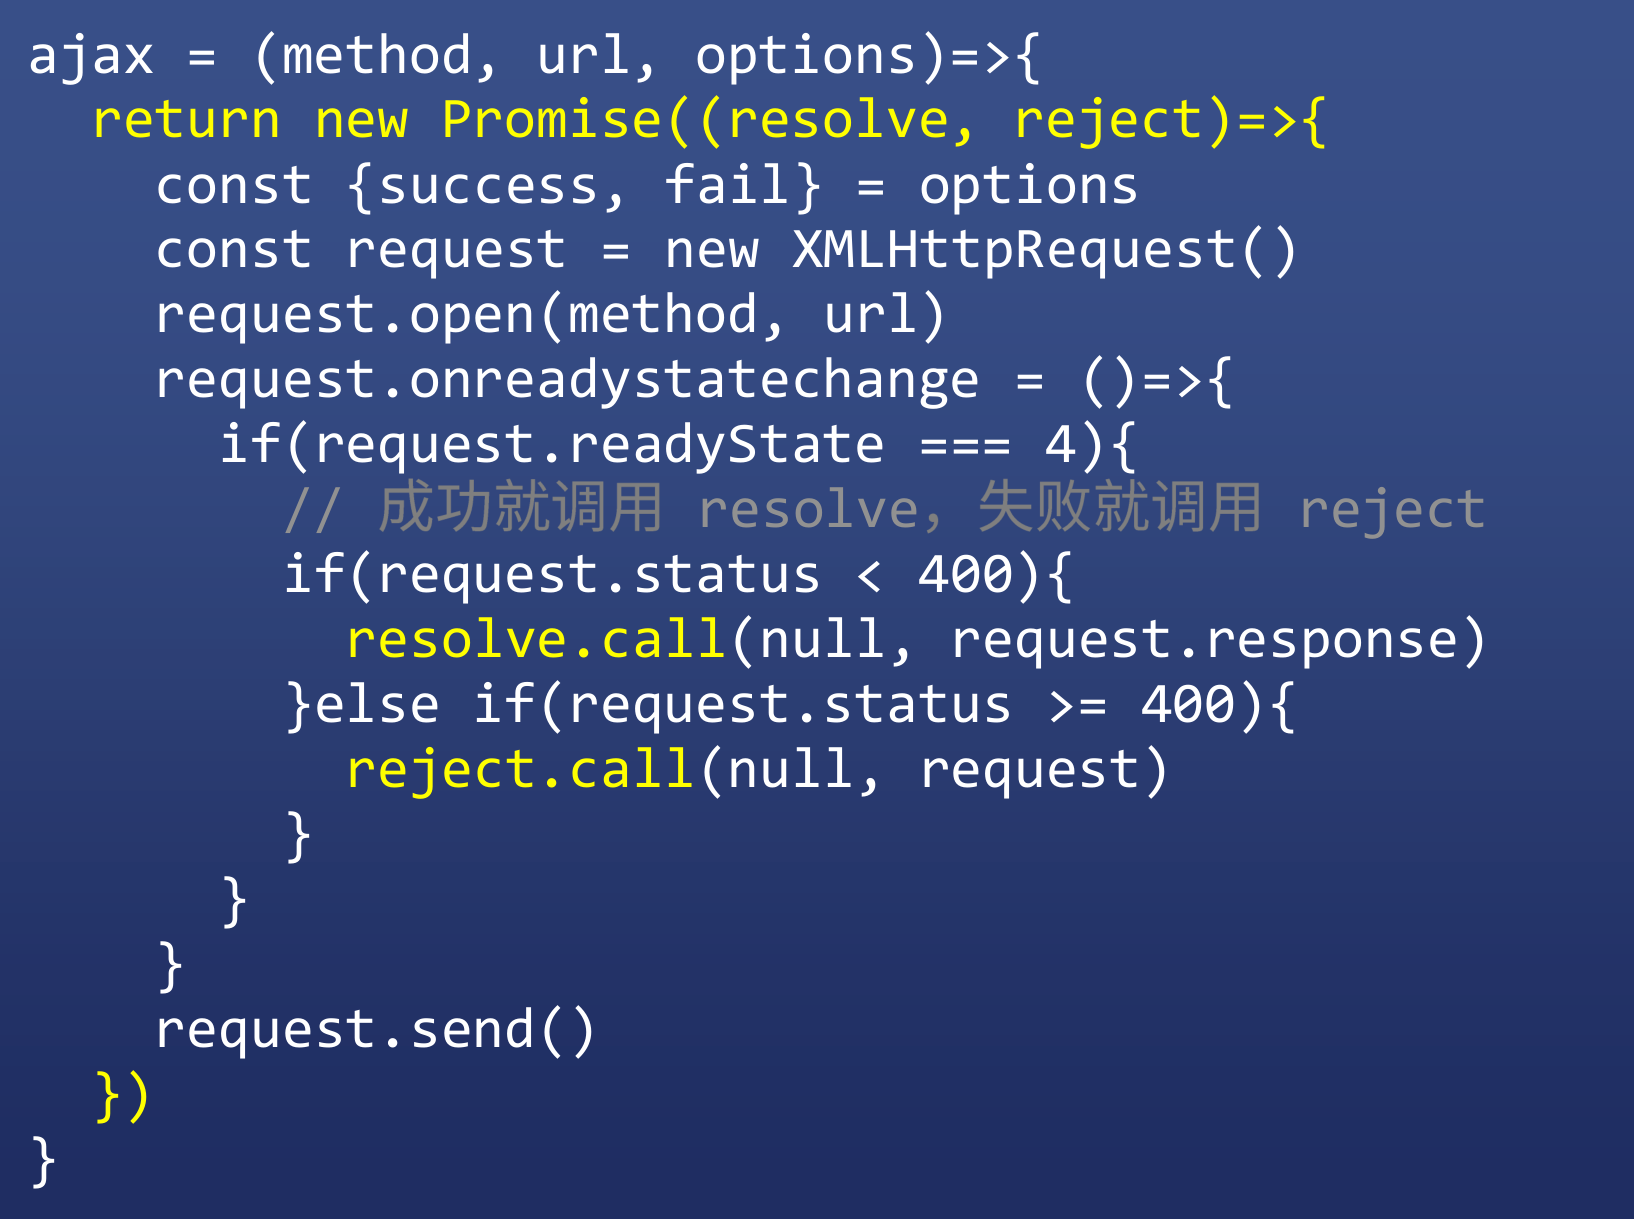 ajax = (method, url, options)=>{
  return new Promise((resolve, reject)=>{
    const {success, fail} = options
    const request = new XMLHttpRequest()
    request.open(method, url)
    request.onreadystatechange = ()=>{
      if(request.readyState === 4){
        // 成功就调用 resolve，失败就调用 reject
        if(request.status < 400){
          resolve.call(null, request.response)
        }else if(request.status >= 400){
          reject.call(null, request)
        }
      }
    }
    request.send()
  })
}